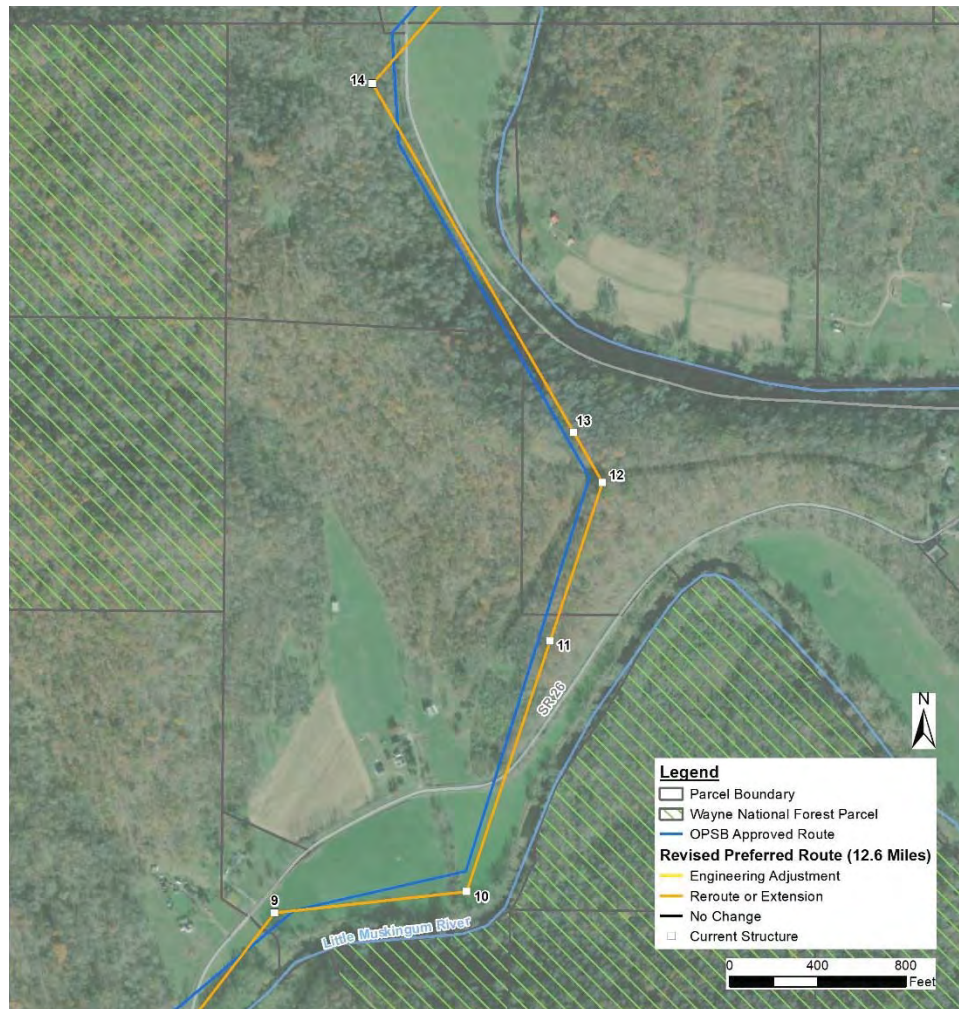 14
13
12
11
SR 26
10
9
Little Muskingum River
N
Legend
Parcel Boundary
Wayne National Forest Parcel
OPSB Approved Route
Revised Preferred Route (12.6 Miles)
Engineering Adjustment
Reroute or Extension
No Change
Current Structure
0 400 800
Feet